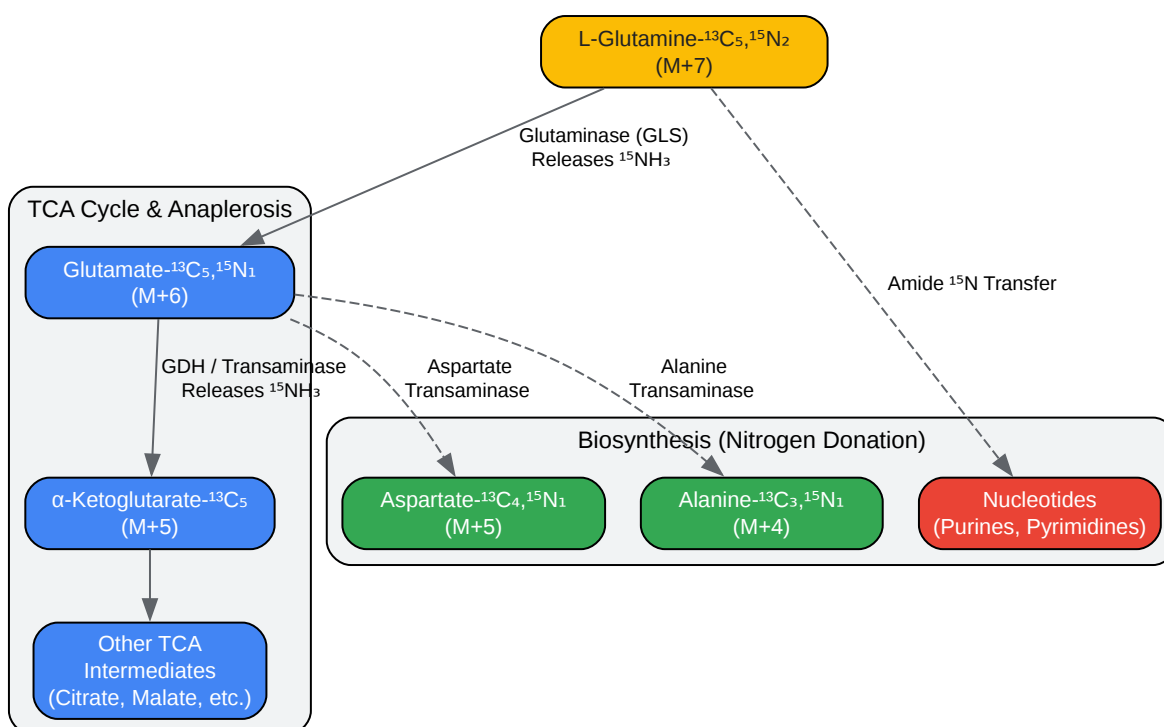 L-Glutamine-¹³C₅,¹⁵N₂
(M+7)
Glutaminase (GLS)
Releases ¹⁵NH₃
TCA Cycle & Anaplerosis
Glutamate-¹³C₅,¹⁵N₁
(M+6)
Amide ¹⁵N Transfer
GDH / Transaminase
Releases ¹⁵NH₃
Aspartate
Transaminase
Alanine
Transaminase
Biosynthesis (Nitrogen Donation)
α-Ketoglutarate-¹³C₅
(M+5)
Aspartate-¹³C₄,¹⁵N₁
(M+5)
Alanine-¹³C₃,¹⁵N₁
(M+4)
Nucleotides
(Purines, Pyrimidines)
Other TCA
Intermediates
(Citrate, Malate, etc.)